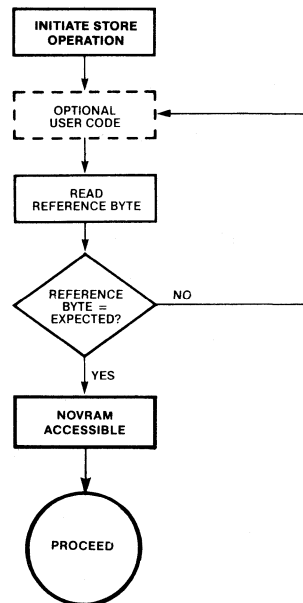 INITIATE STORE
OPERATION
OPTIONAL
USER CODE
READ
REFERENCE BYTE
REFERENCE
BYTE =
EXPECTED?
NO
YES
NOVRAM
ACCESSIBLE
PROCEED